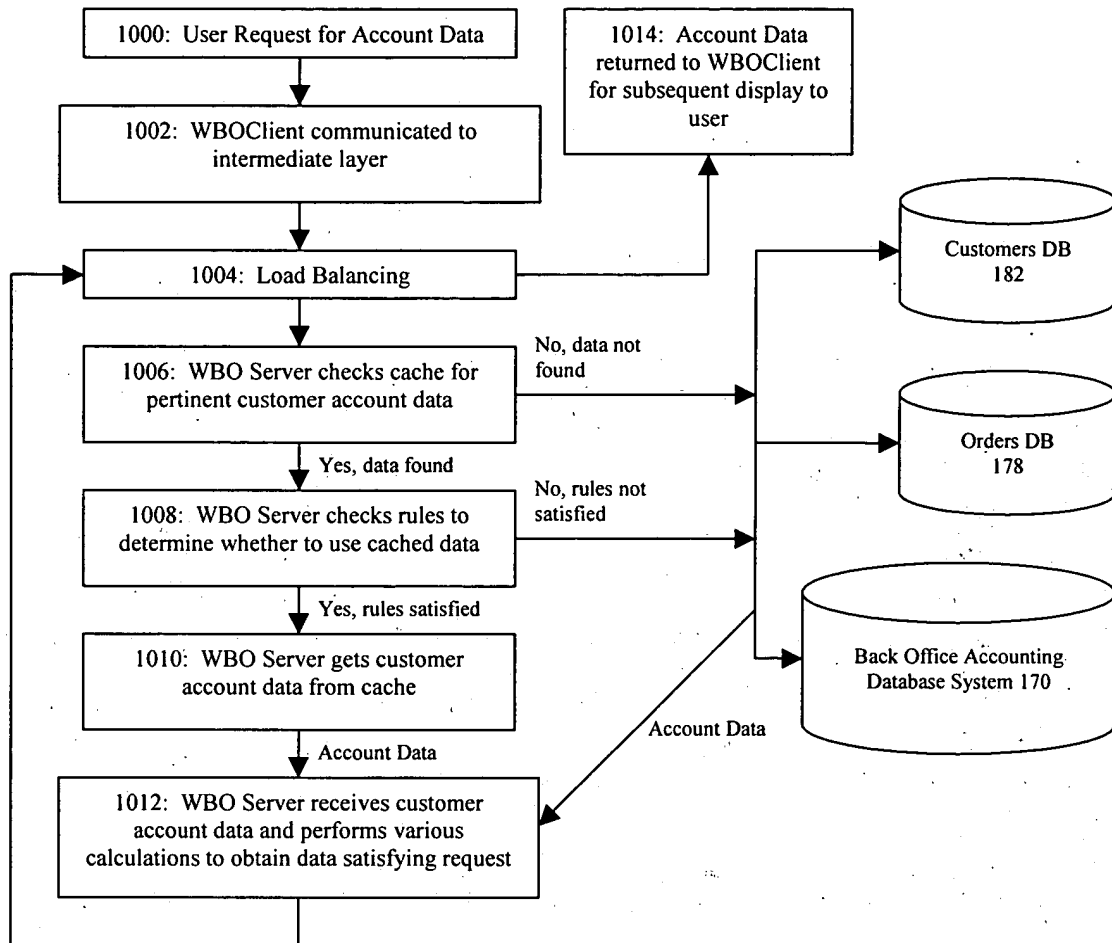 1000: User Request for Account Data
1014: Account Data
returned to WBOClient
for subsequent display to
user
1002: WBOClient communicated to
intermediate layer
1004: Load Balancing
Customers DB
182
1006: WBO Server checks cache for
pertinent customer account data
No, data not
found
Yes, data found
Orders DB
178
1008: WBO Server checks rules to
determine whether to use cached data
No, rules not
satisfied
Yes, rules satisfied
1010: WBO Server gets customer
account data from cache
Back Office Accounting
Database System 170
Account Data
Account Data
1012: WBO Server receives customer
account data and performs various
calculations to obtain data satisfying request